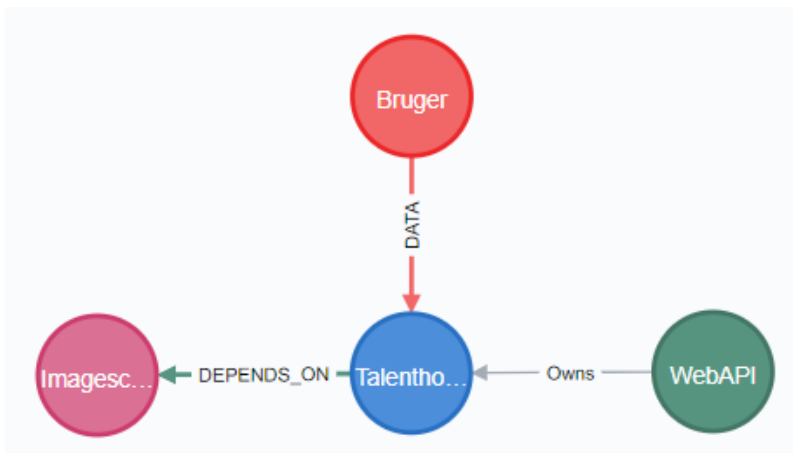 Bruger
DATA
Imagesc...
DEPENDS_ON
Talentho...
Owns
WebAPI